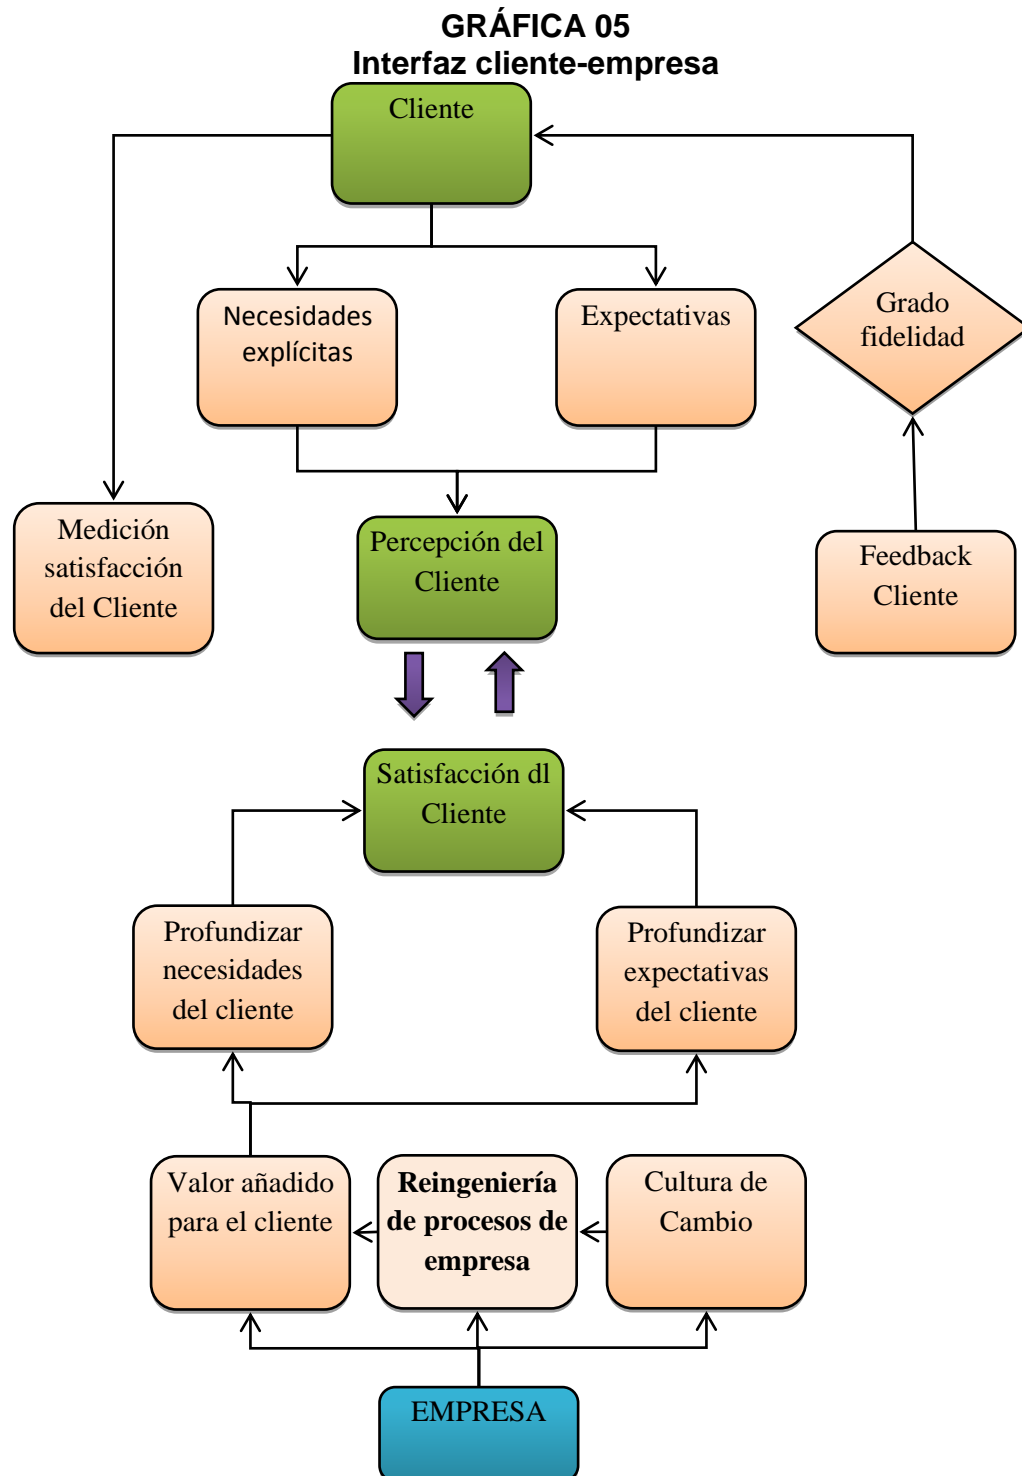 GRÁFICA 05
Interfaz cliente-empresa
Cliente
Necesidades
explícitas
Expectativas
Grado
fidelidad
Medición
satisfacción
del Cliente
Percepción del
Cliente
Feedback
Cliente
Satisfacción dl
Cliente
Profundizar
necesidades
del cliente
Profundizar
expectativas
del cliente
Valor añadido
para el cliente
Reingeniería
de procesos de
empresa
Cultura de
Cambio
EMPRESA